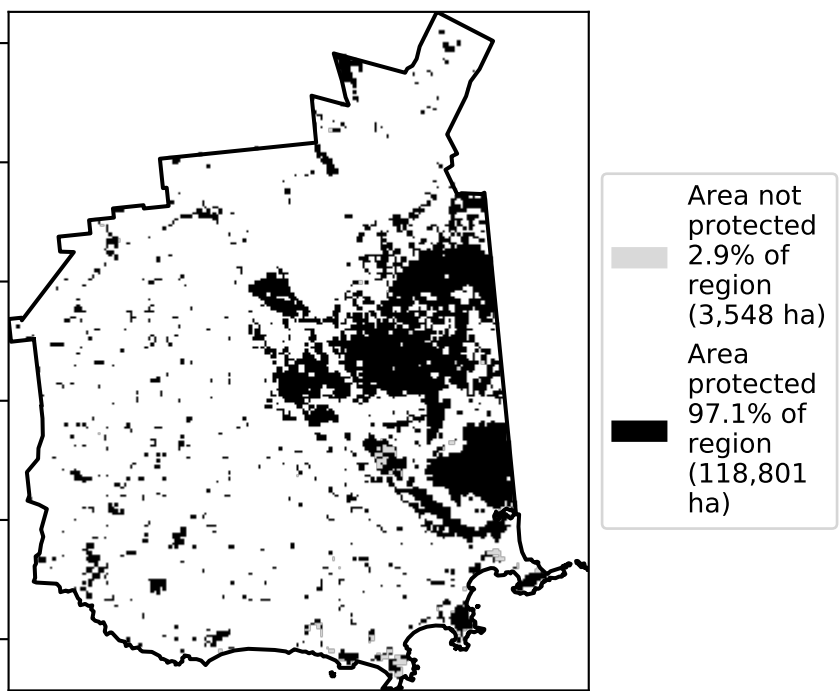 Area not
protected
2.9% of
region
(3,548 ha)
Area
protected
97.1% of
region
(118,801
ha)